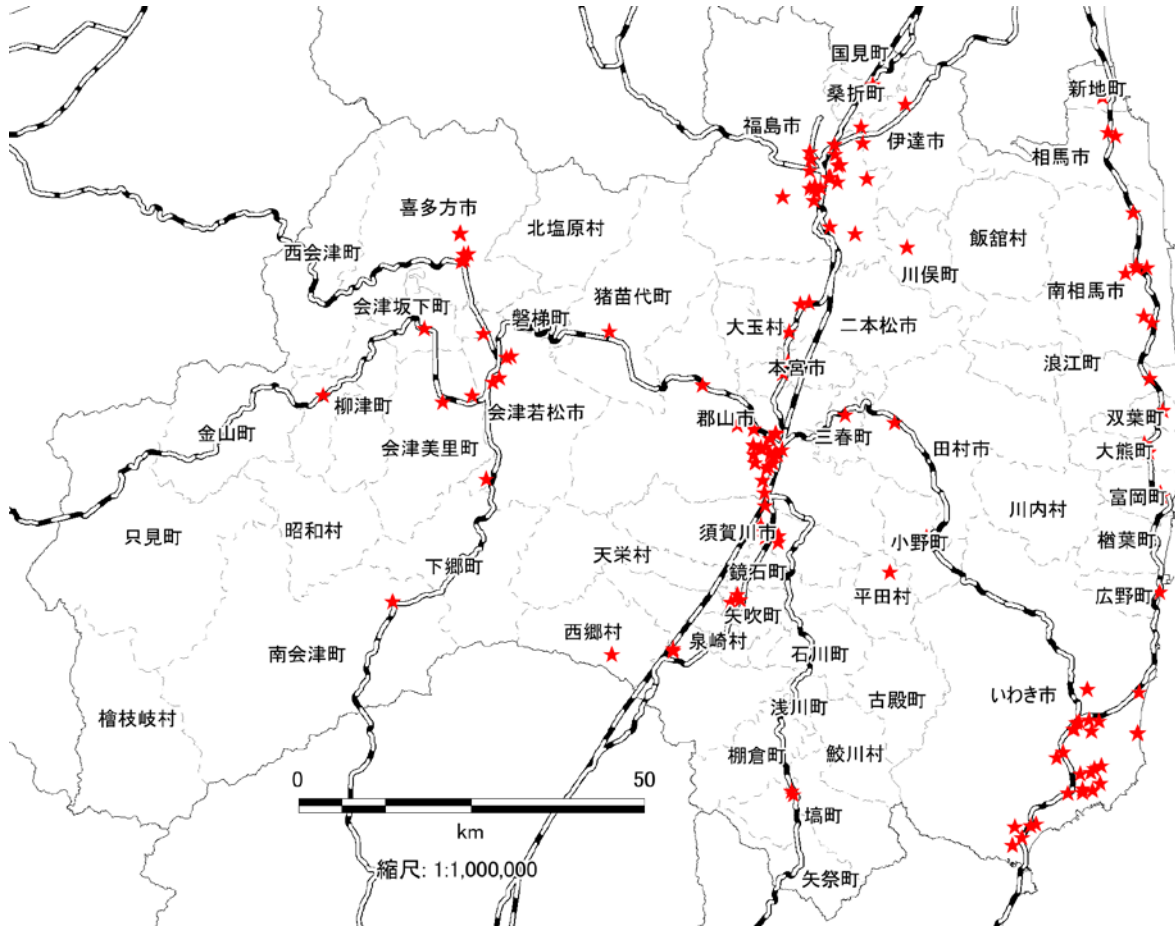 国見町
桑折町
新地町
福島市
伊達市
相馬市
喜多方市
北塩原村
飯舘村
西会津町
川俣町
猪苗代町
南相馬市
会津坂下町
磐梯町
大玉村
二本松市
本宮市
浪江町
柳津町
会津若松市
郡山市
三春町
双葉町
金山町
会津美里町
田村市
大熊町
富岡町
川内村
只見町
昭和村
天栄村
須賀川市
小野町
楢葉町
下郷町
鏡石町
平田村
広野町
矢吹町
西郷村
泉崎村
南会津町
石川町
いわき市
古殿町
檜枝岐村
浅川町
棚倉町
鮫川村
0 50
km
塙町
縮尺: 1:1,000,000
矢祭町